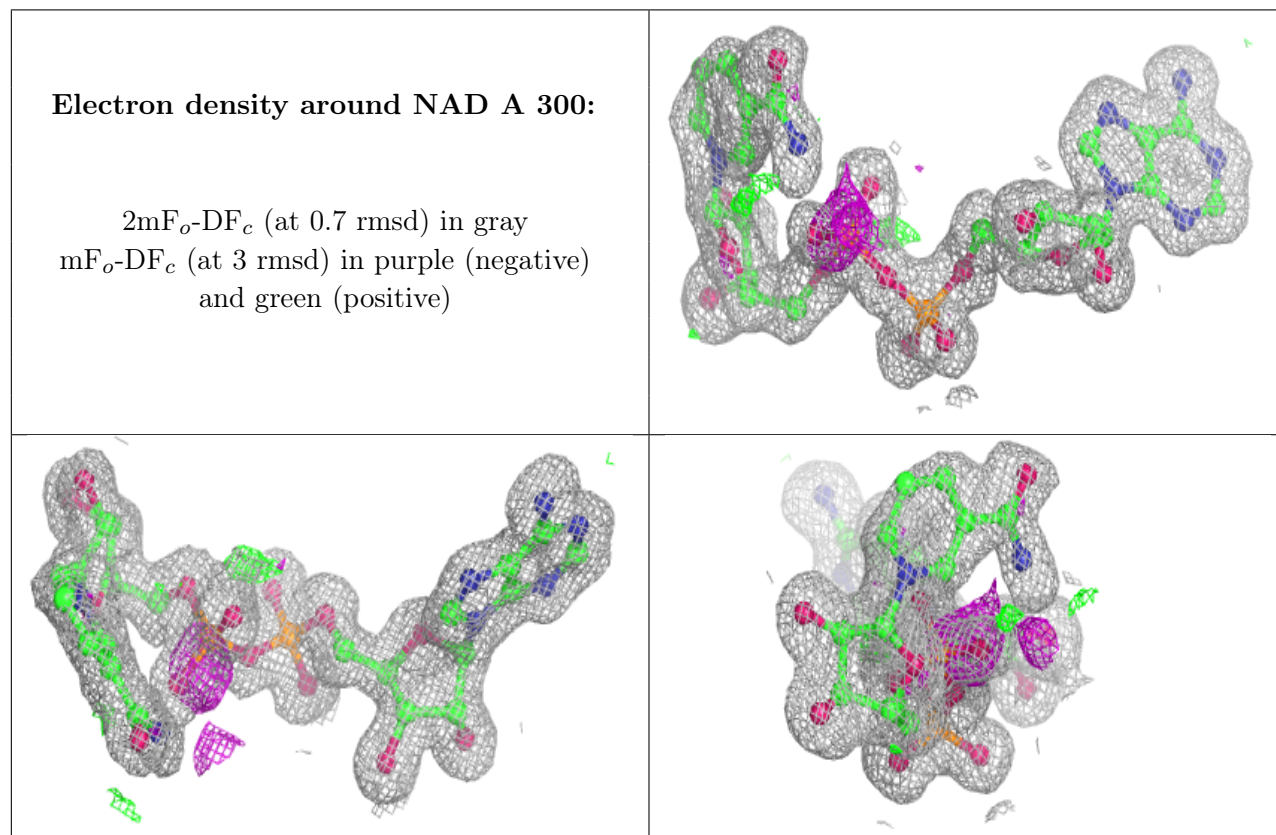 Electron density around NAD A 300:
2mFo-DFc (at 0.7 rmsd) in gray
mFo-DFc (at 3 rmsd) in purple (negative)
and green (positive)